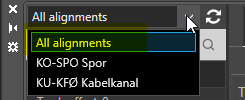 All alignments
All alignments
KO-SPO Spor
KU-KFØ Kabelkanal